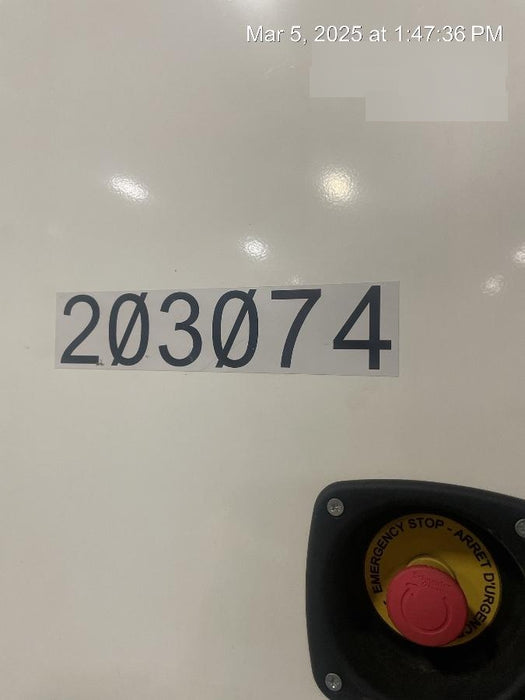 Mar 5, 2025 at 1:47:36 PM
2Ø3Ø74
EMERGENCY STOP - ARRET D'URGENCE